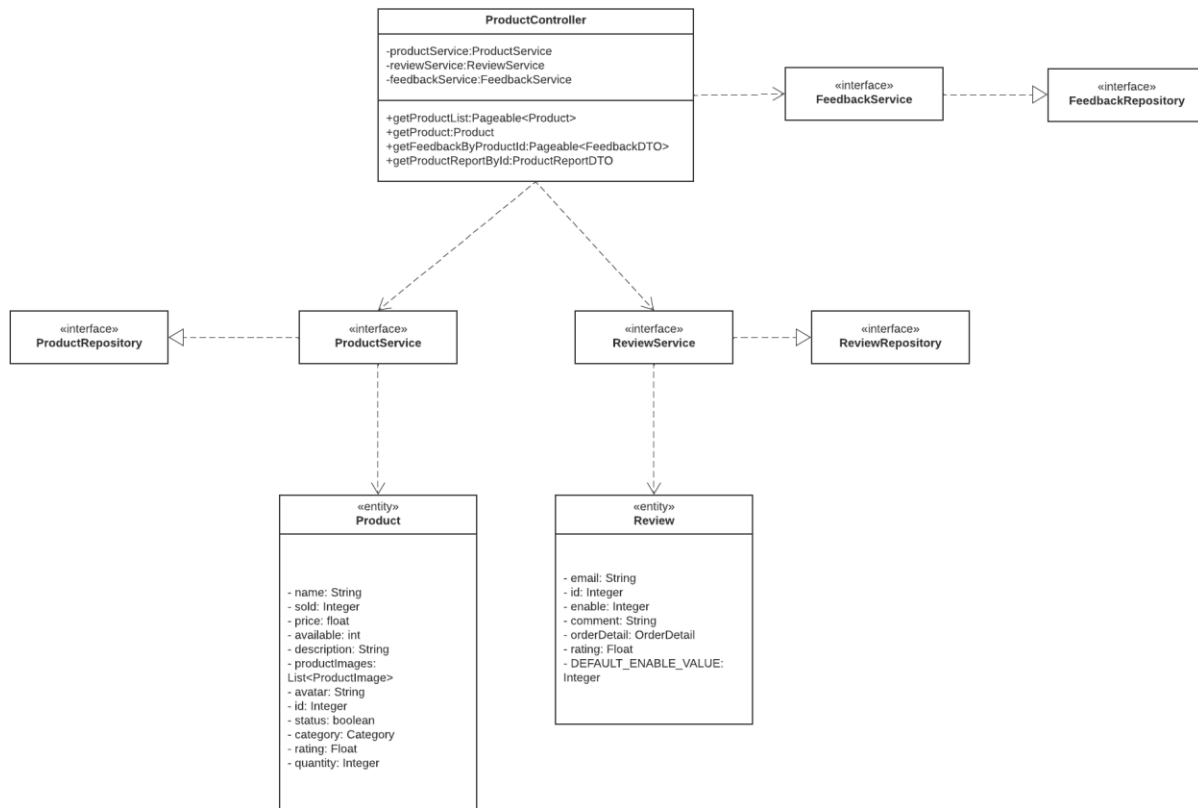 ProductController
-productService:ProductService
-reviewService:ReviewService
-feedbackService:FeedbackService
+getProductList:Pageable<Product>
+getProduct:Product
+getFeedbackByProductId:Pageable<FeedbackDTO>
+getProductReportById:ProductReportDTO
«interface»
FeedbackService
«interface»
FeedbackRepository
«interface»
ProductRepository
«interface»
ProductService
«interface»
ReviewService
«interface»
ReviewRepository
«entity»
Product
- name: String
- sold: Integer
- price: float
- available: int
- description: String
- productImages:
List<ProductImage>
- avatar: String
- id: Integer
- status: boolean
- category: Category
- rating: Float
- quantity: Integer
«entity»
Review
- email: String
- id: Integer
- enable: Integer
- comment: String
- orderDetail: OrderDetail
- rating: Float
- DEFAULT_ENABLE_VALUE:
Integer